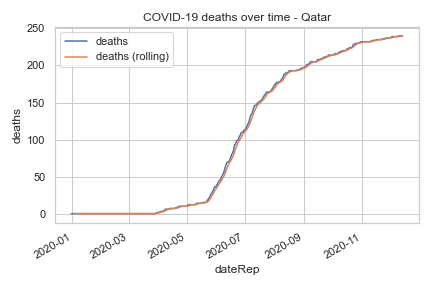 COVID-19 deaths over time - Qatar
deaths
deaths (rolling)
250
200
150
100
50
0
deaths
2020-01
2020-03
2020-05
2020-07
2020-09
2020-11
dateRep